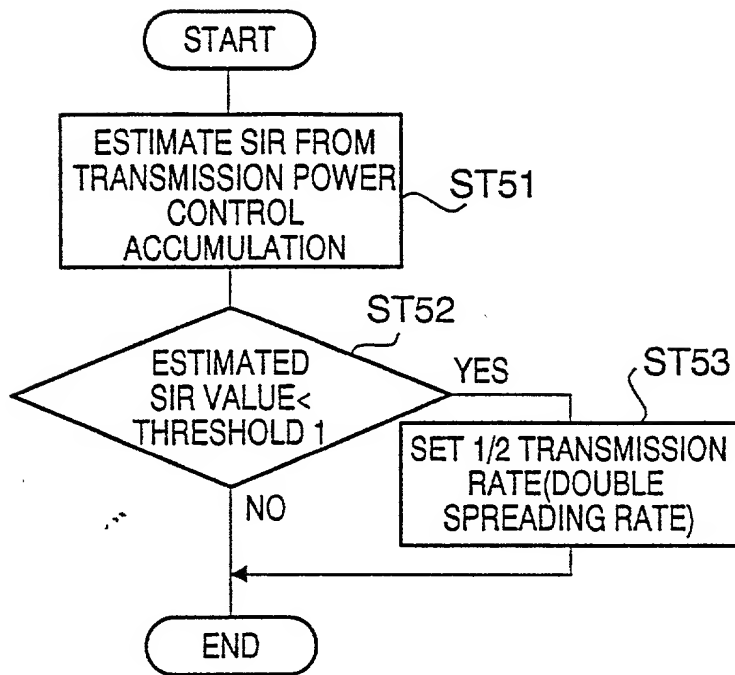 START
ESTIMATE SIR FROM
TRANSMISSION POWER
CONTROL
ACCUMULATION
ST51
ST52
ESTIMATED
SIR VALUE<
THRESHOLD 1
YES
ST53
SET 1/2 TRANSMISSION
RATE(DOUBLE
SPREADING RATE)
NO
END